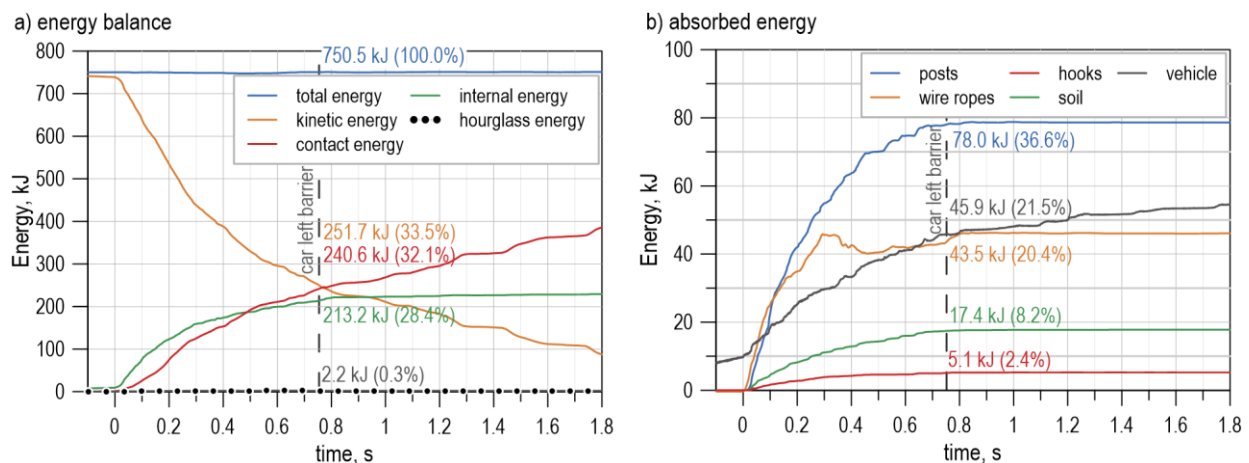 a) energy balance
800
700
600
500
400
300
200
100
0
Energy, kJ
0
0.2
0.4
0.6
0.8
1
1.2
1.4
1.6
1.8
time, s
750.5 kJ (100.0%)
total energy
internal energy
kinetic energy
hourglass energy
contact energy
car left barrier
251.7 kJ (33.5%)
240.6 kJ (32.1%)
213.2 kJ (28.4%)
2.2 kJ (0.3%)
b) absorbed energy
100
80
60
40
20
0
Energy, kJ
0
0.2
0.4
0.6
0.8
1
1.2
1.4
1.6
1.8
time, s
posts
hooks
vehicle
wire ropes
soil
car left barrier
78.0 kJ (36.6%)
45.9 kJ (21.5%)
43.5 kJ (20.4%)
17.4 kJ (8.2%)
5.1 kJ (2.4%)